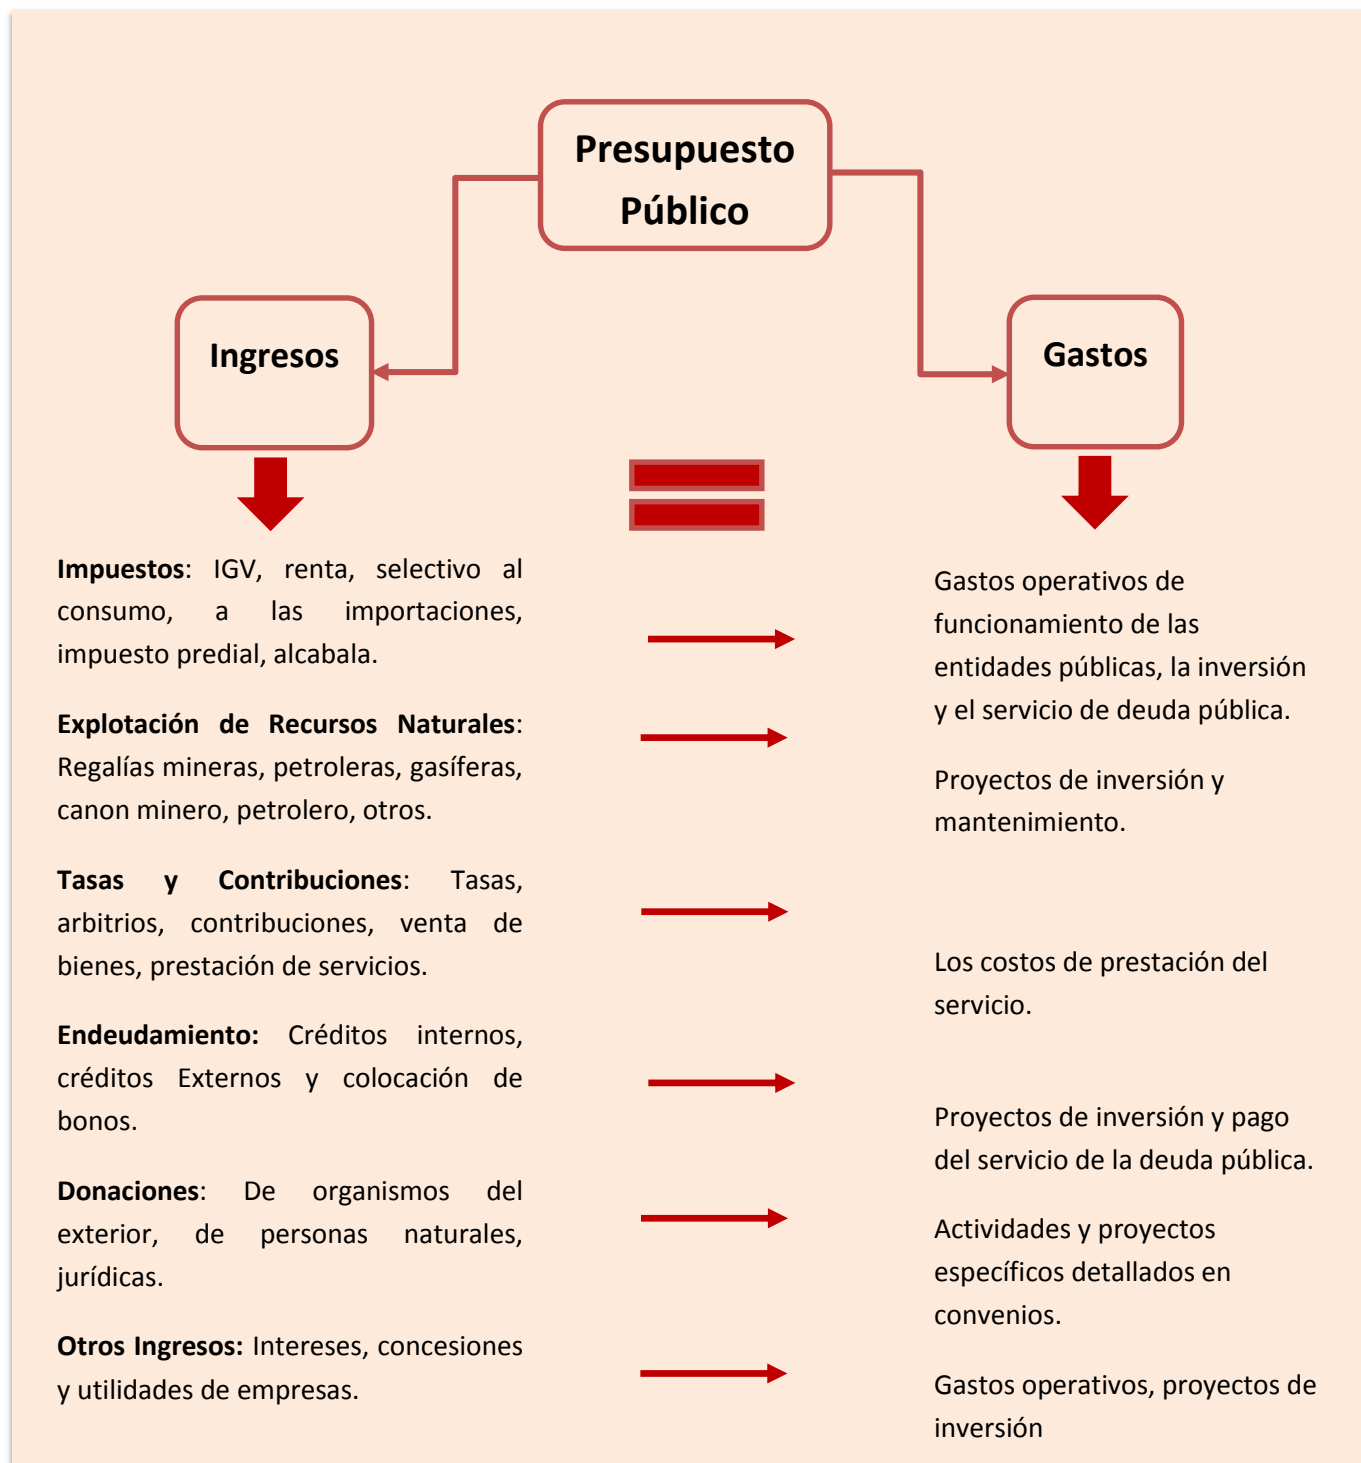 Presupuesto
Público
Ingresos
Gastos
Impuestos: IGV, renta, selectivo al
consumo, a las importaciones,
impuesto predial, alcabala.
Explotación de Recursos Naturales:
Regalías mineras, petroleras, gasíferas,
canon minero, petrolero, otros.
Tasas y Contribuciones: Tasas,
arbitrios, contribuciones, venta de
bienes, prestación de servicios.
Endeudamiento: Créditos internos,
créditos Externos y colocación de
bonos.
Donaciones: De organismos del
exterior, de personas naturales,
jurídicas.
Otros Ingresos: Intereses, concesiones
y utilidades de empresas.
Gastos operativos de
funcionamiento de las
entidades públicas, la inversión
y el servicio de deuda pública.
Proyectos de inversión y
mantenimiento.
Los costos de prestación del
servicio.
Proyectos de inversión y pago
del servicio de la deuda pública.
Actividades y proyectos
específicos detallados en
convenios.
Gastos operativos, proyectos de
inversión